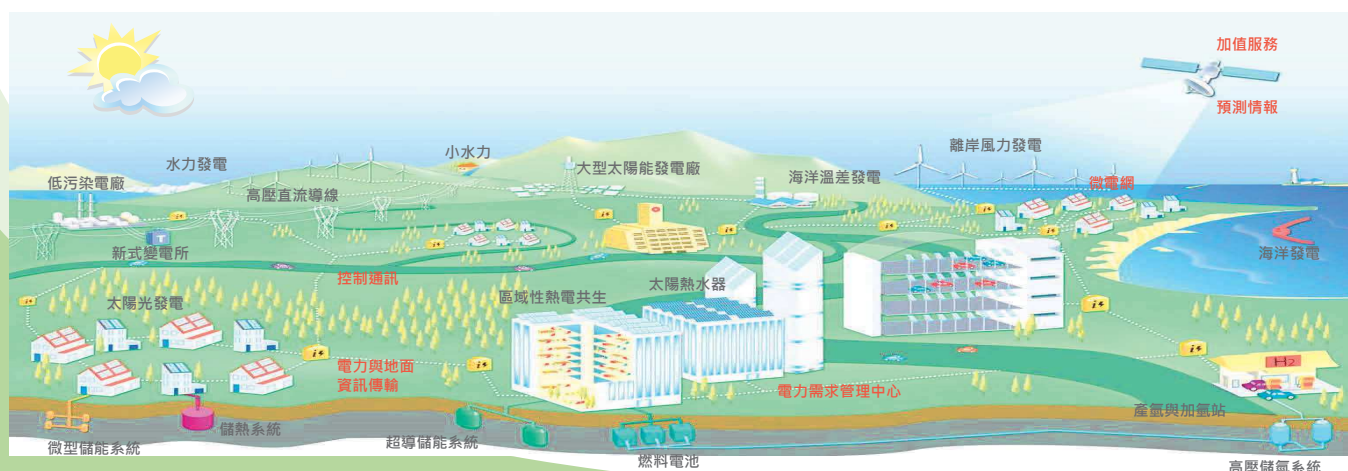 加值服務
預測情報
水力發電
小水力
大型太陽能發電廠
離岸風力發電
低污染電廠
高壓直流導線
海洋溫差發電
微電網
新式變電所
海洋發電
控制通訊
太陽光發電
區域性熱電共生
太陽熱水器
電力與地面
資訊傳輸
電力需求管理中心
H2
產氫與加氫站
微型儲能系統
儲熱系統
超導儲能系統
燃料電池
高壓儲氫系統